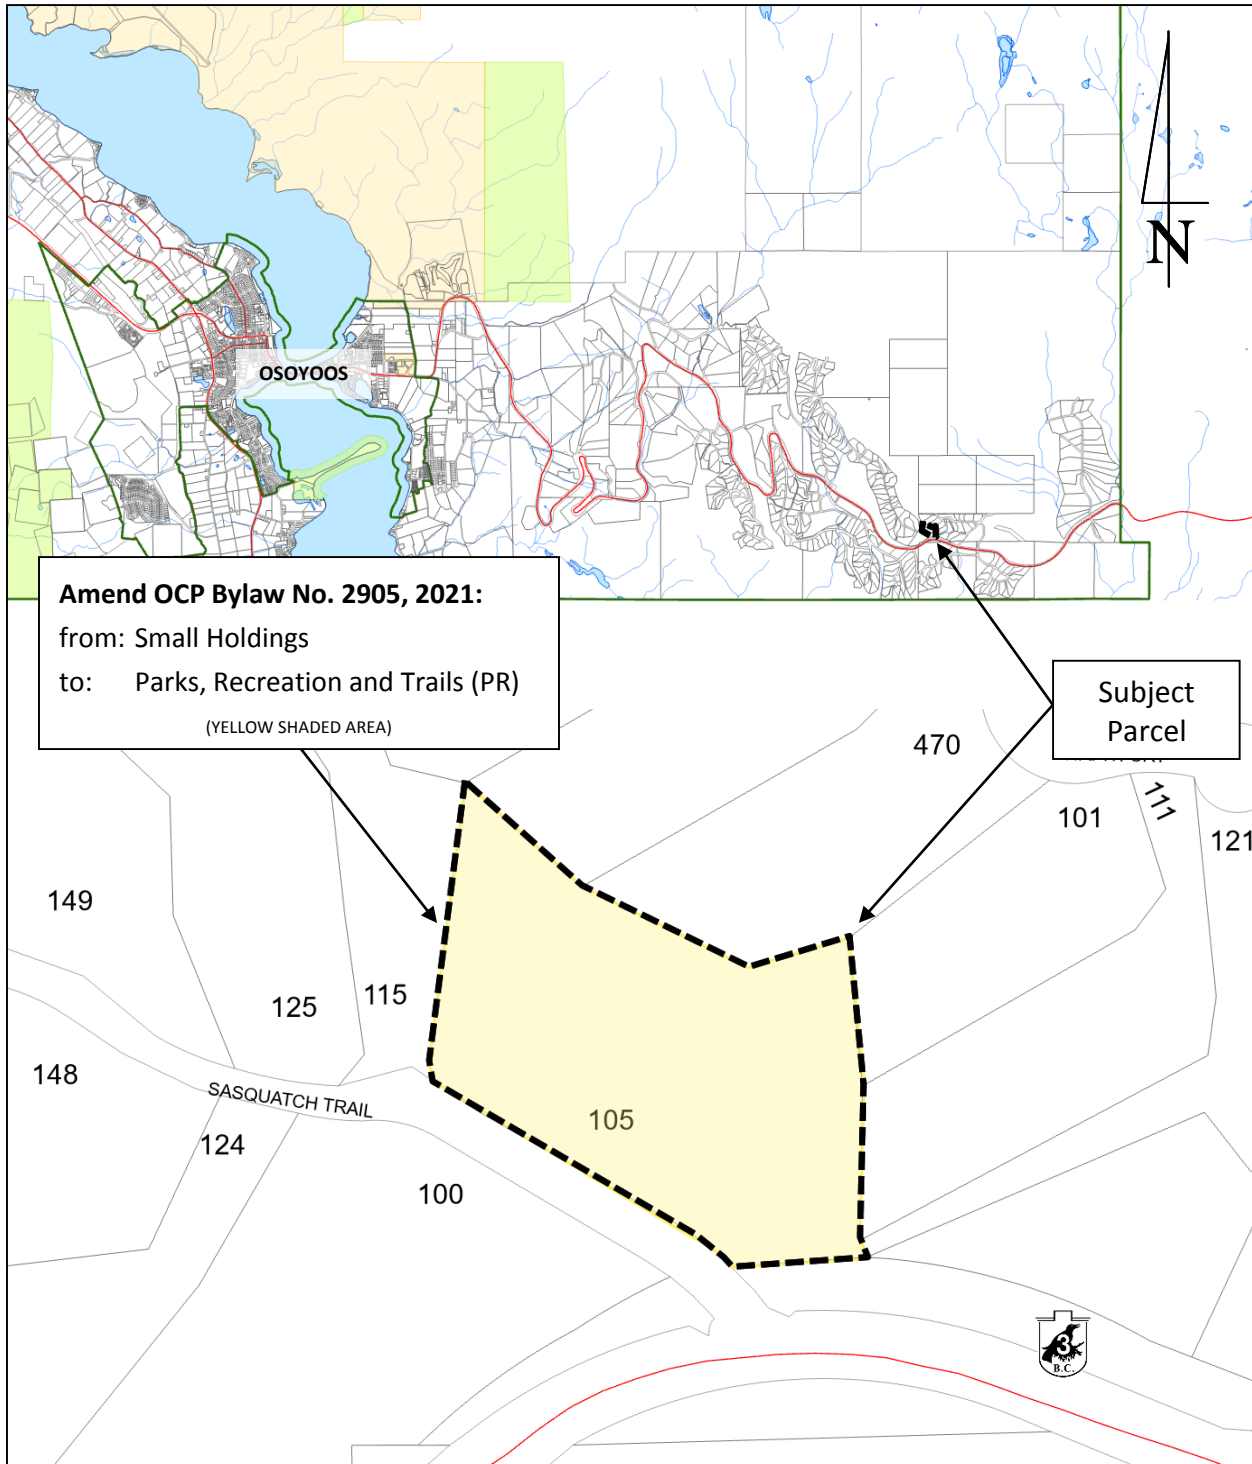 N
OSOYOOS
Amend OCP Bylaw No. 2905, 2021:
from: Small Holdings
to: Parks, Recreation and Trails (PR)
(YELLOW SHADED AREA)
Subject
Parcel
470
101
111
121
149
125
115
148
SASQUATCH TRAIL
105
124
100
3
B.C.